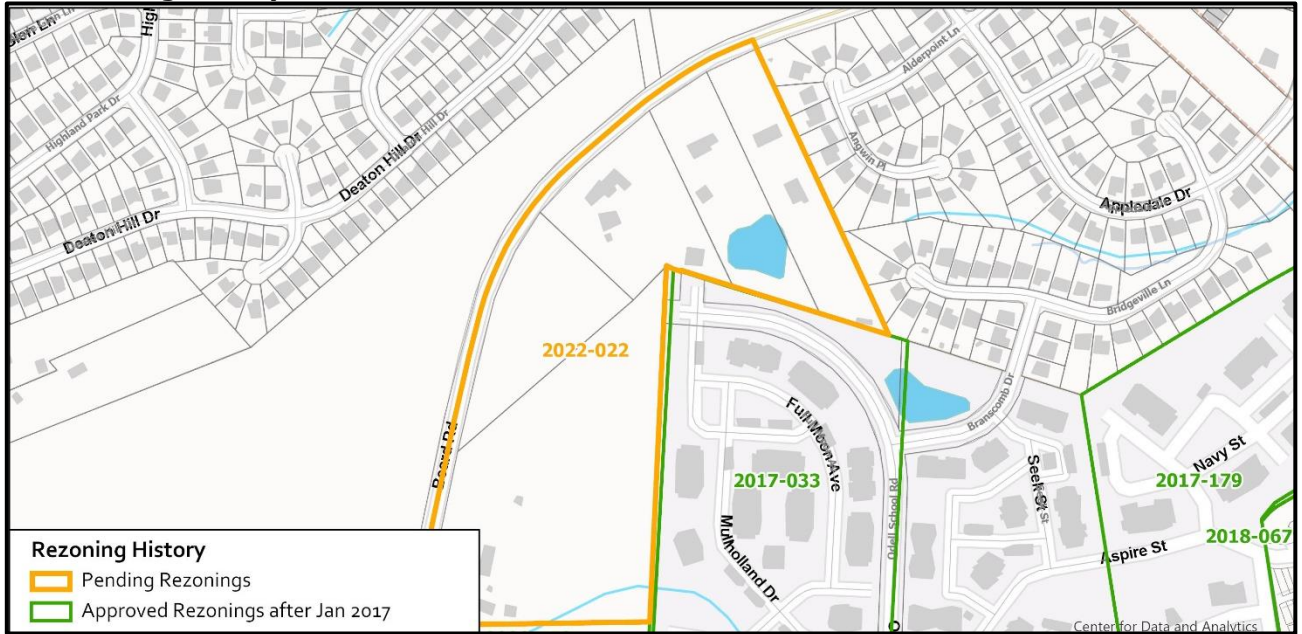 Highland Park Dr
Deaton Hill Dr
Deaton Hill Dr
Alderpoint Ln
Angwin Pl
Appledale Dr
Bridgeville Ln
2022-022
Beard Rd
Full Moon Ave
2017-033
Mulholland Dr
Odell School Rd
Branscomb Dr
Seek St
Navy St
2017-179
2018-067
Aspire St
Rezoning History
Pending Rezonings
Approved Rezonings after Jan 2017
Center for Data and Analytics